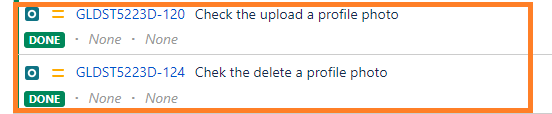 GLDST5223D-120 Check the upload a profile photo
DONE · None · None
GLDST5223D-124 Chek the delete a profile photo
DONE · None · None